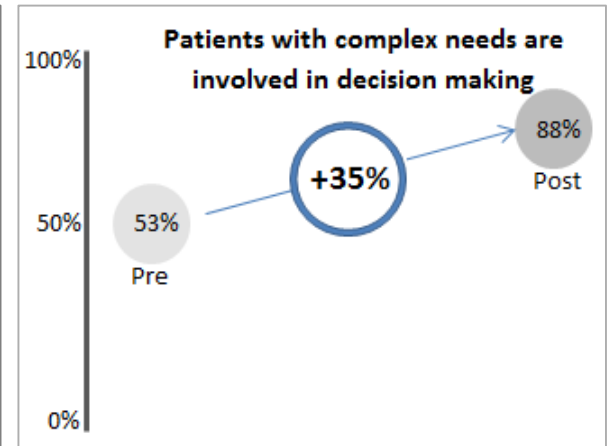 Patients with complex needs are
involved in decision making
100%
88%
+35%
Post
50%
53%
Pre
0%